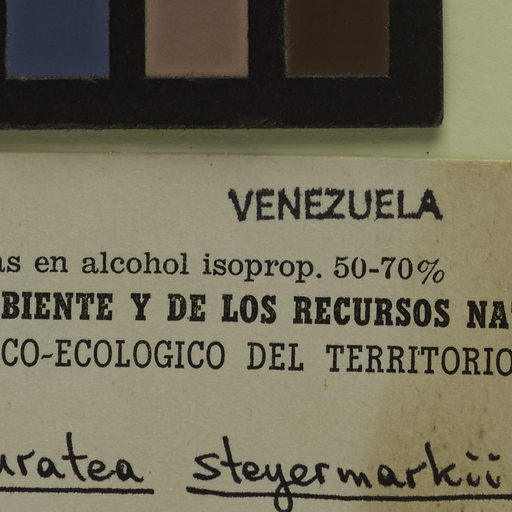 VENEZUELA
as en alcohol isoprop. 50-70%
BIENTE Y DE LOS RECURSOS NA
CO-ECOLOGICO DEL TERRITORIO
uratea steyermarkii